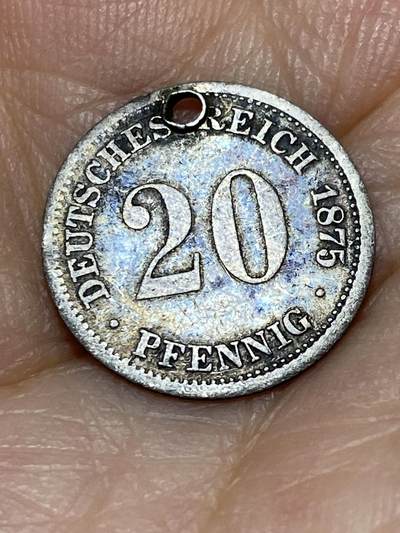 DEUTSCHES REICH 1875
20
· PFENNIG ·